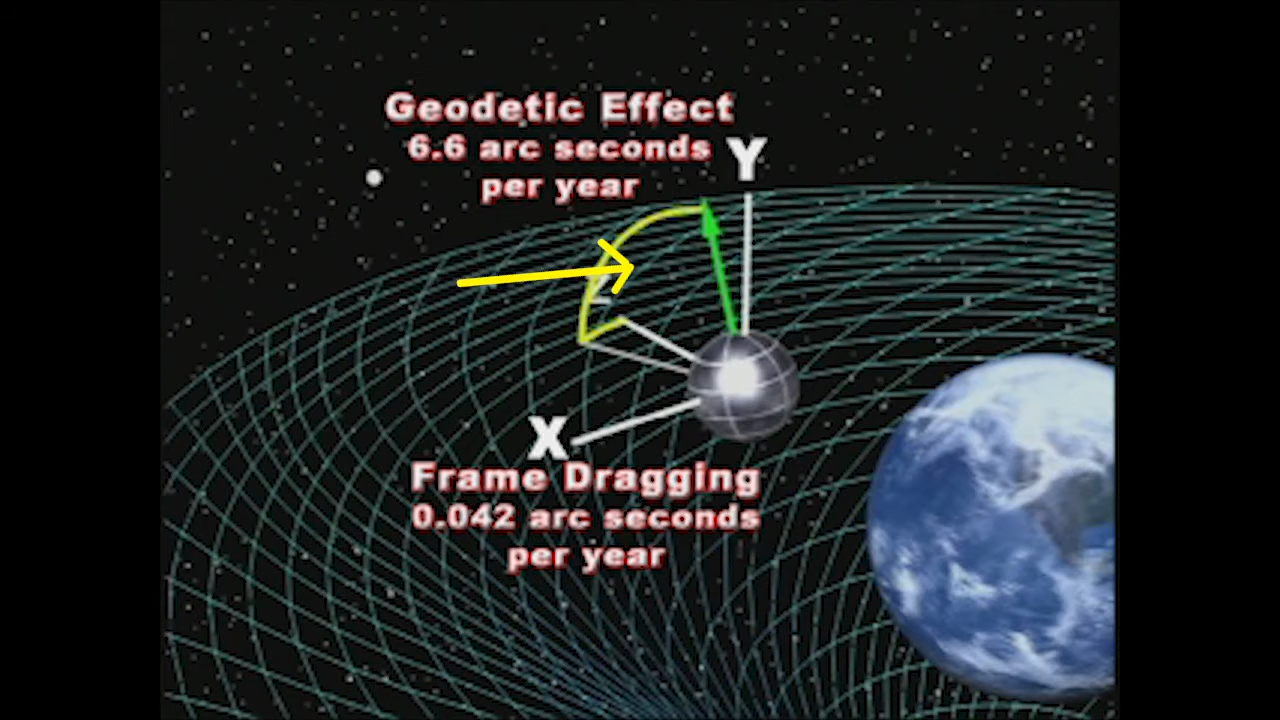 Geodetic Effect
6.6 arc seconds
per year
Y
Z
X
Frame Dragging
0.042 arc seconds
per year